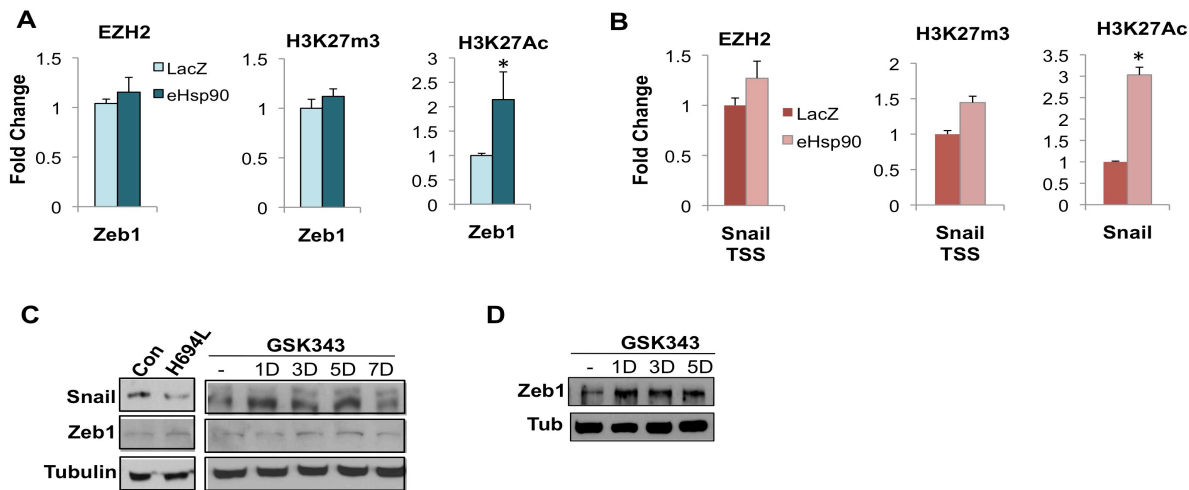 A
EZH2
H3K27m3
H3K27Ac
LacZ
eHsp90
Fold Change
1.5
1
0.5
0
Zeb1
1.5
1
0.5
0
Zeb1
3
2.5
2
1.5
1
0.5
0
*
Zeb1
B
EZH2
H3K27m3
H3K27Ac
LacZ
eHsp90
Fold Change
1.5
1
0.5
0
Snail
TSS
2
1.5
1
0.5
0
Snail
TSS
3.5
3
2.5
2
1.5
1
0.5
0
*
Snail
C
Con H694L
GSK343
- 1D 3D 5D 7D
Snail
Zeb1
Tubulin
D
GSK343
- 1D 3D 5D
Zeb1
Tub